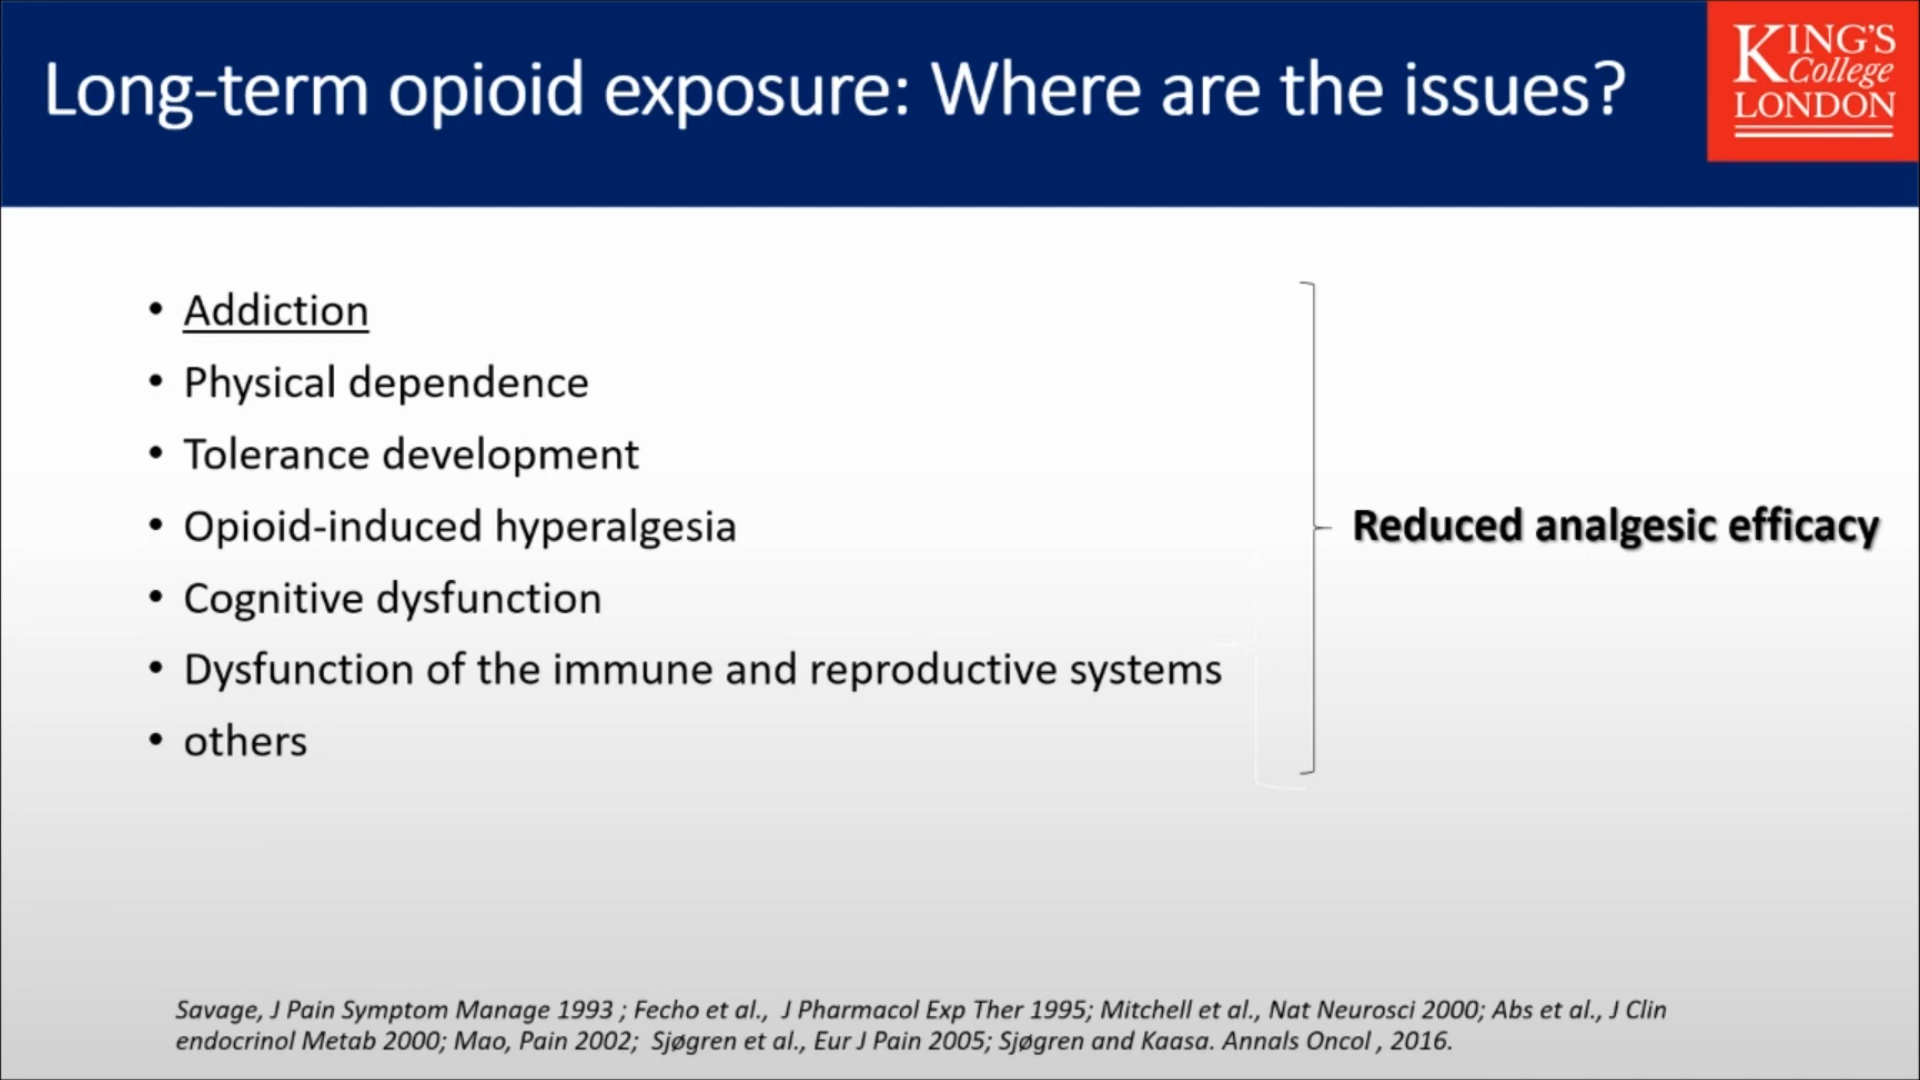 Long-term opioid exposure: Where are the issues?
KING'S
College
LONDON
• Addiction
• Physical dependence
• Tolerance development
• Opioid-induced hyperalgesia
• Cognitive dysfunction
• Dysfunction of the immune and reproductive systems
• others
Reduced analgesic efficacy
Savage, J Pain Symptom Manage 1993 ; Fecho et al., J Pharmacol Exp Ther 1995; Mitchell et al., Nat Neurosci 2000; Abs et al., J Clin
endocrinol Metab 2000; Mao, Pain 2002; Sjøgren et al., Eur J Pain 2005; Sjøgren and Kaasa. Annals Oncol , 2016.